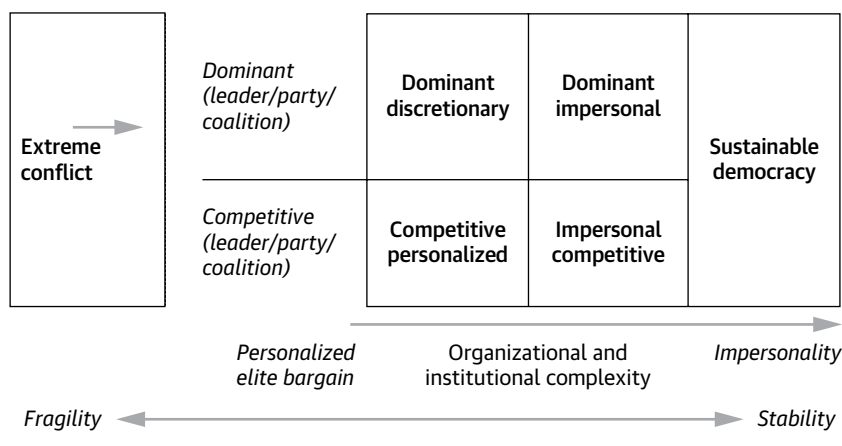 Dominant
(leader/party/
coalition)
Dominant
discretionary
Dominant
impersonal
Extreme
conflict
Sustainable
democracy
Competitive
(leader/party/
coalition)
Competitive
personalized
Impersonal
competitive
Personalized
elite bargain
Organizational and
institutional complexity
Impersonality
Fragility
Stability